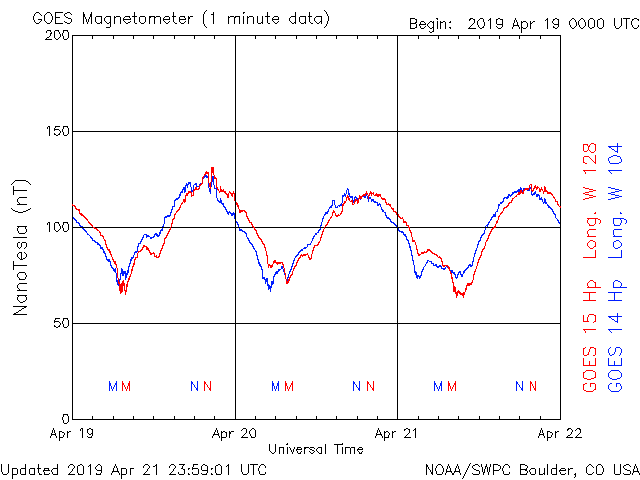 GOES Magnetometer (1 minute data)
Begin: 2019 Apr 19 0000 UTC
200
150
100
50
0
NanoTesla (nT)
M M N N M M N N M M N N
Apr 19 Apr 20 Apr 21 Apr 22
Universal Time
GOES 15 Hp Long. W 128
GOES 14 Hp Long. W 104
Updated 2019 Apr 21 23:59:01 UTC
NOAA/SWPC Boulder, CO USA